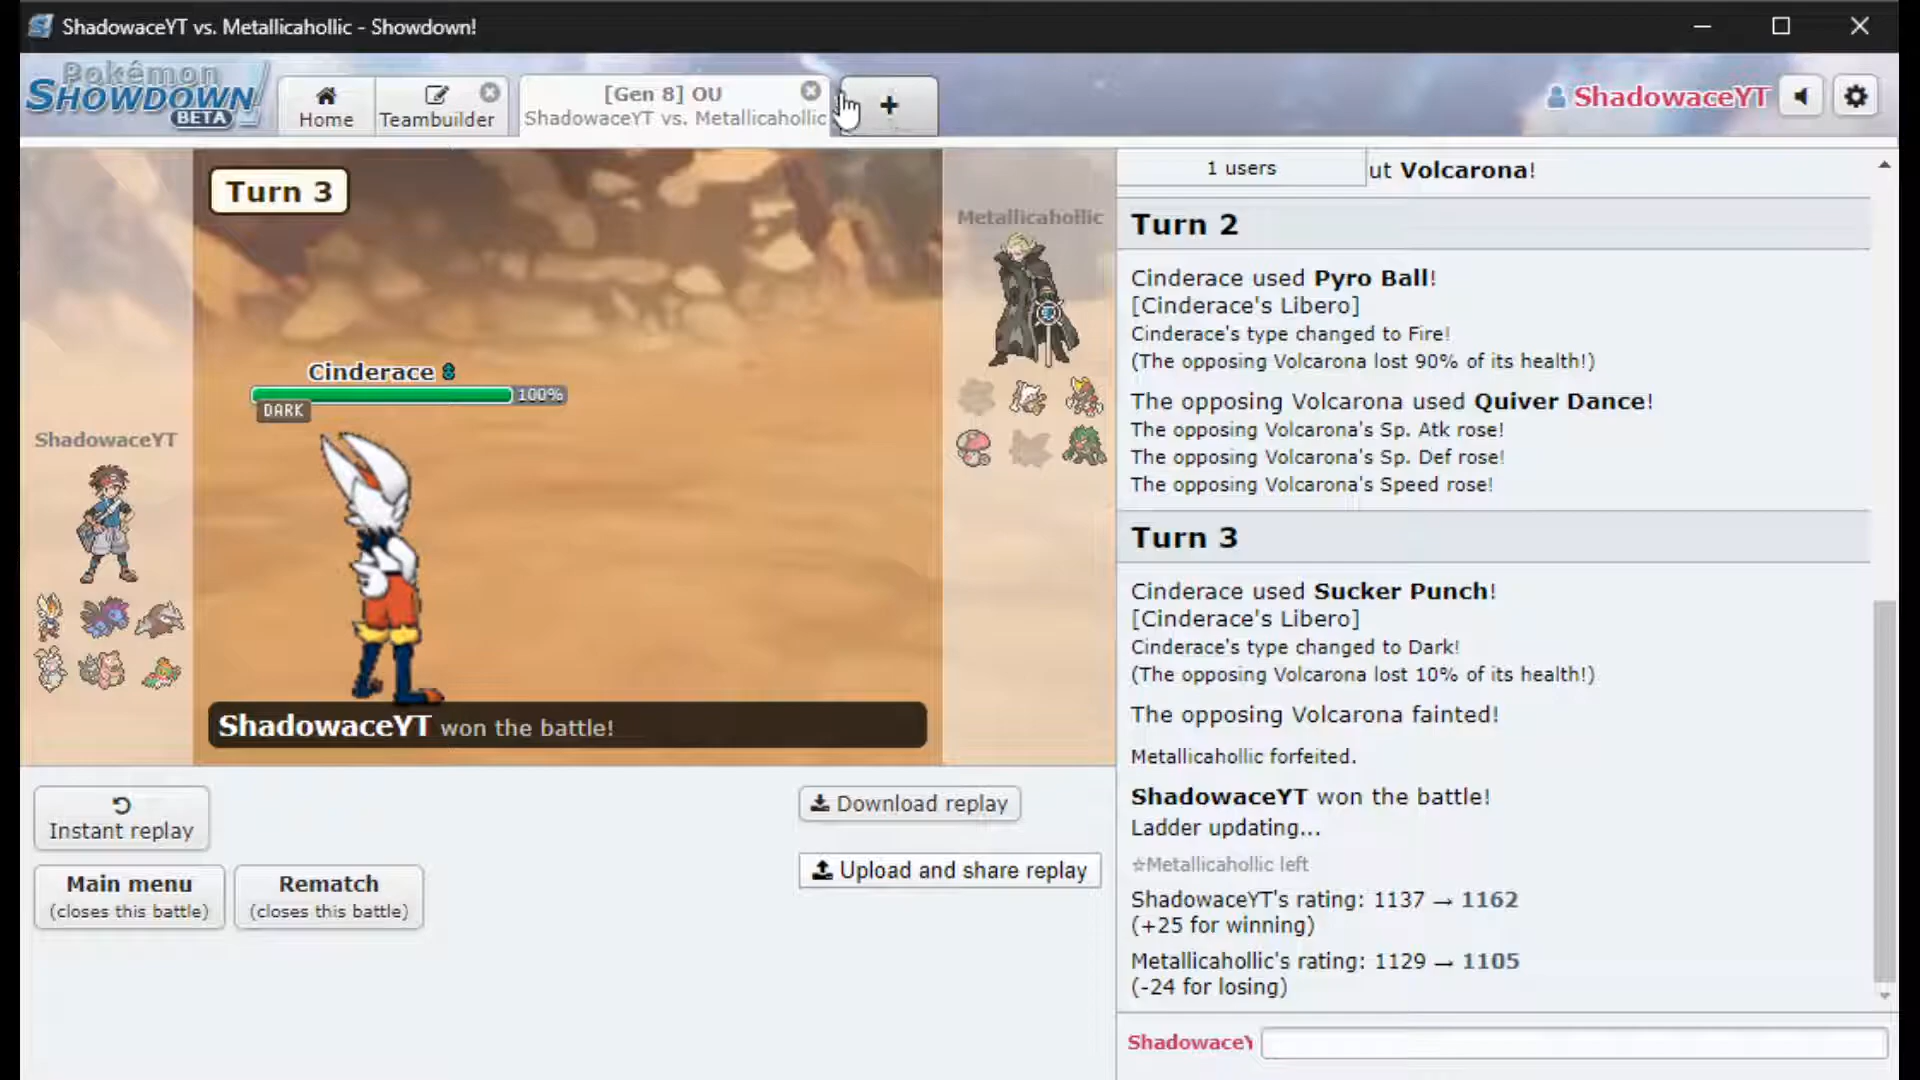 ShadowaceYT vs. Metallicahollic - Showdown!
Pokémon
SHOWDOWN
BETA
Home
Teambuilder
[Gen 8] OU
ShadowaceYT vs. Metallicahollic
+
ShadowaceYT
Turn 3
Cinderace
100%
DARK
ShadowaceYT
Metallicahollic
ShadowaceYT won the battle!
Instant replay
Main menu
(closes this battle)
Rematch
(closes this battle)
Download replay
Upload and share replay
1 users
ut Volcarona!
Turn 2
Cinderace used Pyro Ball!
[Cinderace's Libero]
Cinderace's type changed to Fire!
(The opposing Volcarona lost 90% of its health!)
The opposing Volcarona used Quiver Dance!
The opposing Volcarona's Sp. Atk rose!
The opposing Volcarona's Sp. Def rose!
The opposing Volcarona's Speed rose!
Turn 3
Cinderace used Sucker Punch!
[Cinderace's Libero]
Cinderace's type changed to Dark!
(The opposing Volcarona lost 10% of its health!)
The opposing Volcarona fainted!
Metallicahollic forfeited.
ShadowaceYT won the battle!
Ladder updating...
☆Metallicahollic left
ShadowaceYT's rating: 1137 → 1162
(+25 for winning)
Metallicahollic's rating: 1129 → 1105
(-24 for losing)
ShadowaceY